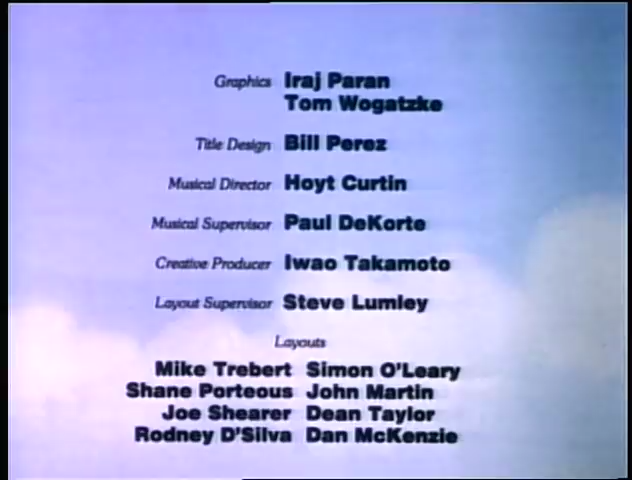 Graphics Iraj Paran
Tom Wogatzke
Title Design Bill Perez
Musical Director Hoyt Curtin
Musical Supervisor Paul DeKorte
Creative Producer Iwao Takamoto
Layout Supervisor Steve Lumley
Layouts
Mike Trebert Simon O'Leary
Shane Porteous John Martin
Joe Shearer Dean Taylor
Rodney D'Silva Dan McKenzie